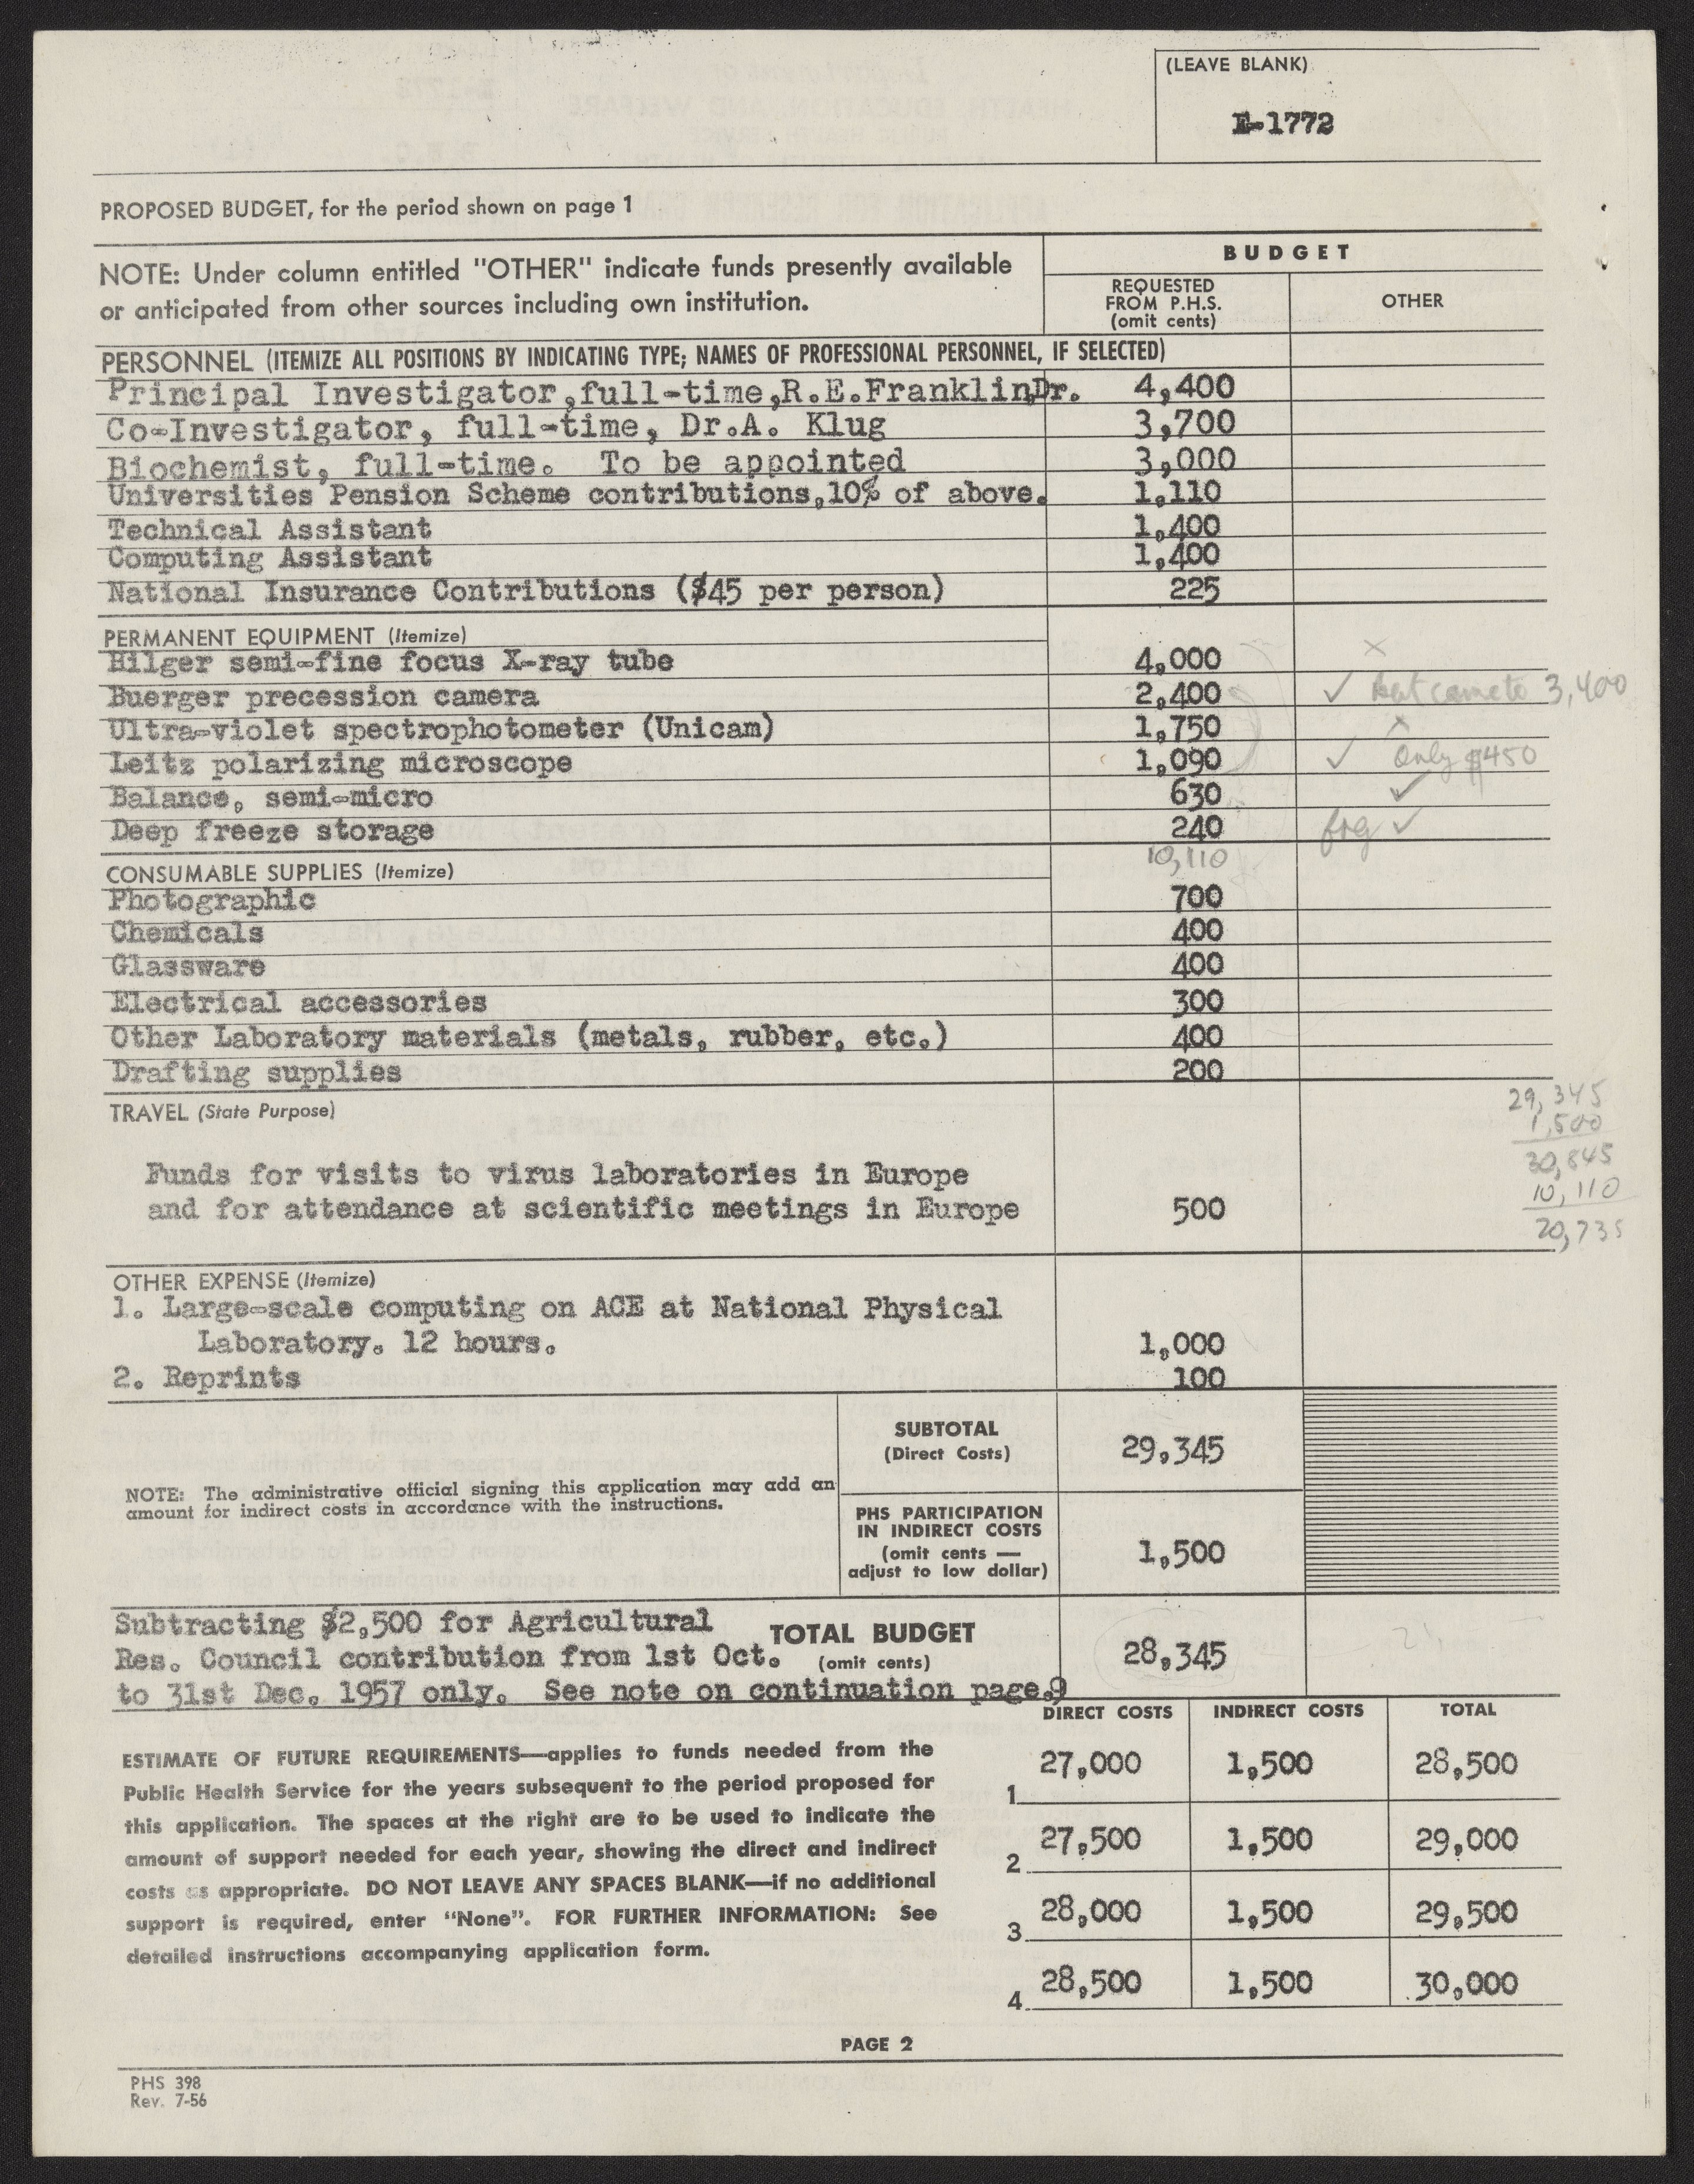 (LEAVE BLANK)
E-1772
PROPOSED BUDGET, for the period shown on page 1
NOTE: Under column entitled "OTHER" indicate funds presently available
or anticipated from other sources including own institution.
BUDGET
REQUESTED
FROM P.H.S.
(omit cents)
OTHER
PERSONNEL (ITEMIZE ALL POSITIONS BY INDICATING TYPE; NAMES OF PROFESSIONAL PERSONNEL, IF SELECTED)
Principal Investigator,full-time,R.E.Franklin,Dr. 4,400
Co-Investigator, full-time, Dr.A. Klug 3,700
Biochemist, full-time. To be appointed 3,000
Universities Pension Scheme contributions,10% of above. 1,110
Technical Assistant 1,400
Computing Assistant 1,400
National Insurance Contributions ($45 per person) 225
PERMANENT EQUIPMENT (Itemize)
Hilger semi-fine focus X-ray tube 4,000 ×
Buerger precession camera 2,400 ✓ but came to 3,400
Ultra-violet spectrophotometer (Unicam) 1,750 ×
Leitz polarizing microscope 1,090 ✓ only $450
Balance, semi-micro 630 ✓
Deep freeze storage 240 frg ✓
10,110
CONSUMABLE SUPPLIES (Itemize)
Photographic 700
Chemicals 400
Glassware 400
Electrical accessories 300
Other Laboratory materials (metals, rubber, etc.) 400
Drafting supplies 200
TRAVEL (State Purpose)
29,345
1,500
30,845
10,110
20,735
Funds for visits to virus laboratories in Europe
and for attendance at scientific meetings in Europe 500
OTHER EXPENSE (Itemize)
1. Large-scale computing on ACE at National Physical
Laboratory. 12 hours. 1,000
2. Reprints 100
SUBTOTAL
(Direct Costs) 29,345
NOTE: The administrative official signing this application may add an
amount for indirect costs in accordance with the instructions.
PHS PARTICIPATION
IN INDIRECT COSTS
(omit cents —
adjust to low dollar) 1,500
Subtracting $2,500 for Agricultural
Res. Council contribution from 1st Oct.
to 31st Dec. 1957 only. See note on continuation page.9
TOTAL BUDGET
(omit cents) 28,345
DIRECT COSTS INDIRECT COSTS TOTAL
ESTIMATE OF FUTURE REQUIREMENTS—applies to funds needed from the
Public Health Service for the years subsequent to the period proposed for
this application. The spaces at the right are to be used to indicate the
amount of support needed for each year, showing the direct and indirect
costs as appropriate. DO NOT LEAVE ANY SPACES BLANK—if no additional
support is required, enter "None". FOR FURTHER INFORMATION: See
detailed instructions accompanying application form.
1 27,000 1,500 28,500
2 27,500 1,500 29,000
3 28,000 1,500 29,500
4 28,500 1,500 30,000
PAGE 2
PHS 398
Rev. 7-56